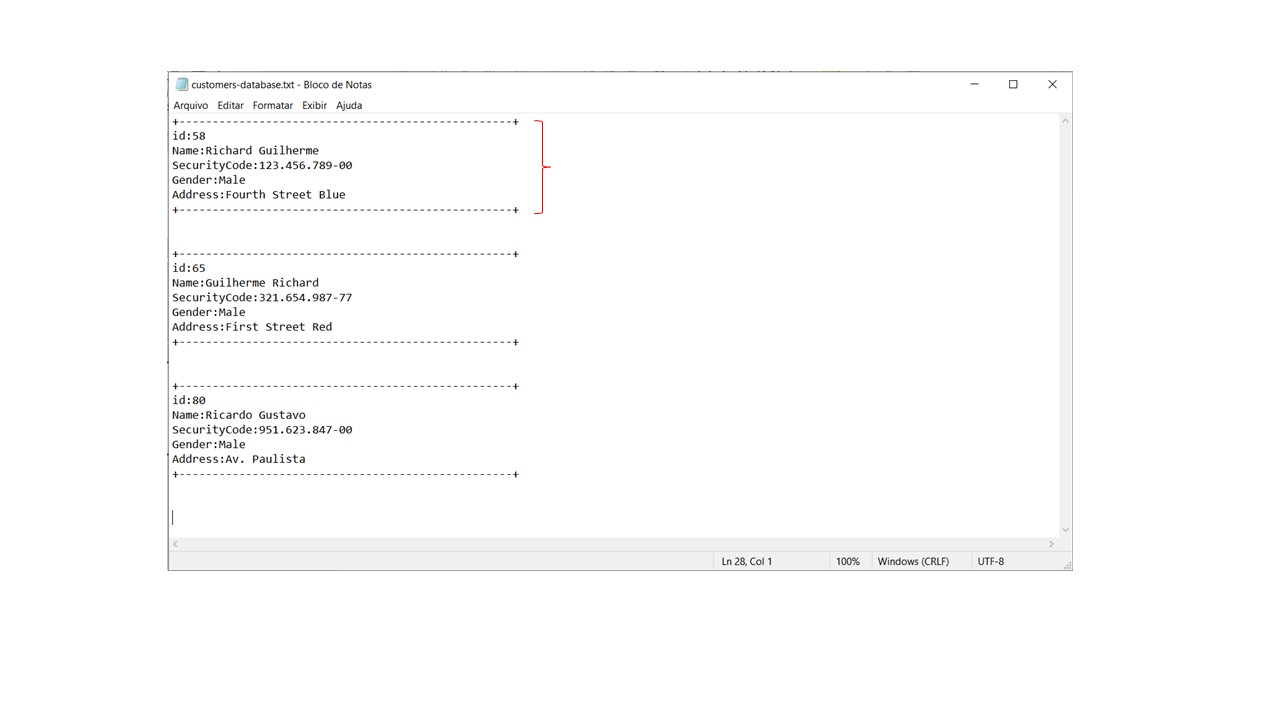 customers-database.txt - Bloco de Notas
Arquivo Editar Formatar Exibir Ajuda
+--------------------------------------------------+
id:58
Name:Richard Guilherme
SecurityCode:123.456.789-00
Gender:Male
Address:Fourth Street Blue
+--------------------------------------------------+
+--------------------------------------------------+
id:65
Name:Guilherme Richard
SecurityCode:321.654.987-77
Gender:Male
Address:First Street Red
+--------------------------------------------------+
+--------------------------------------------------+
id:80
Name:Ricardo Gustavo
SecurityCode:951.623.847-00
Gender:Male
Address:Av. Paulista
+--------------------------------------------------+
Ln 28, Col 1 100% Windows (CRLF) UTF-8